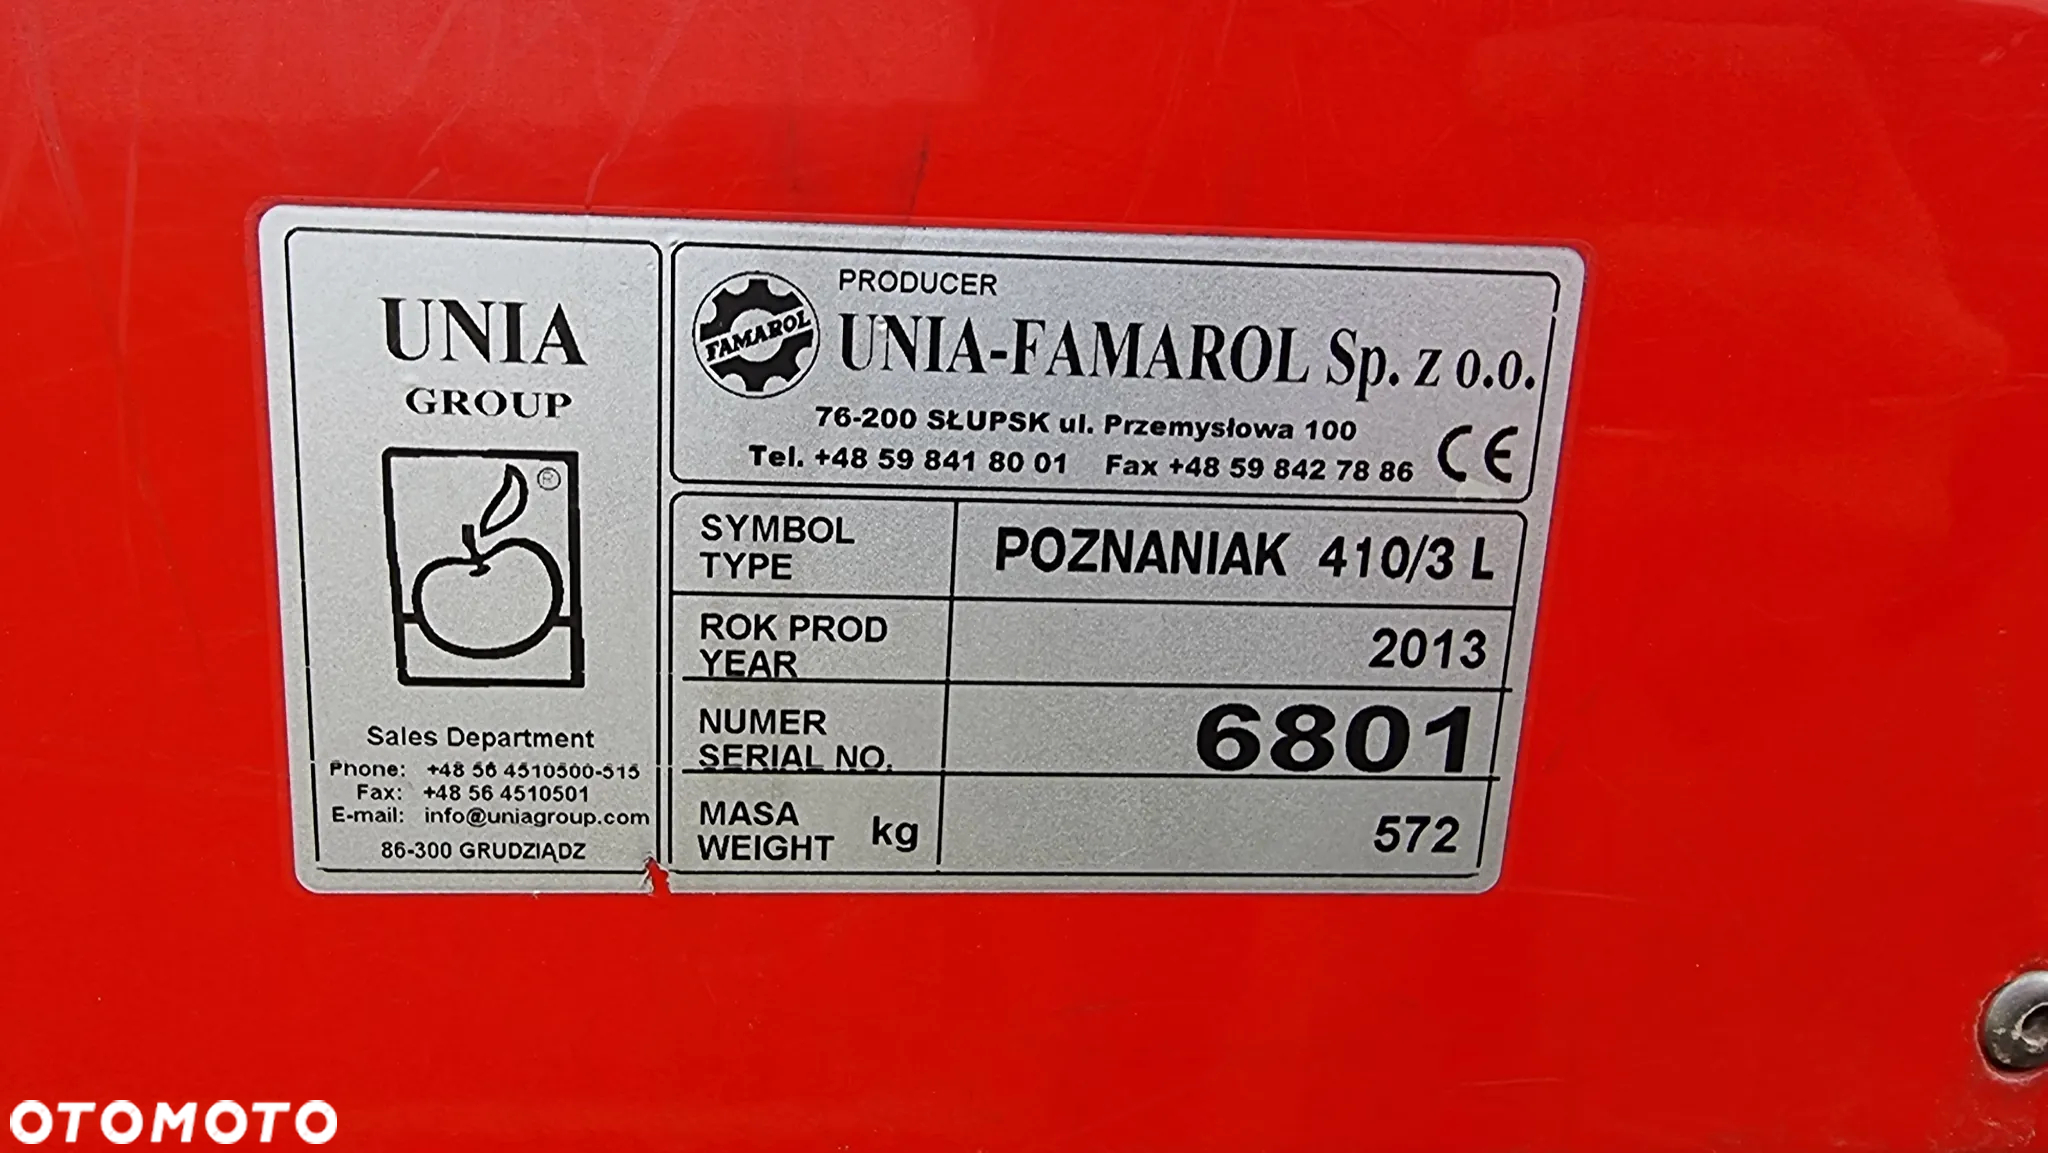 UNIA
GROUP
®
Sales Department
Phone: +48 56 4510500-515
Fax: +48 56 4510501
E-mail: info@uniagroup.com
86-300 GRUDZIĄDZ
FAMAROL
PRODUCER
UNIA-FAMAROL Sp. z o.o.
76-200 SŁUPSK ul. Przemysłowa 100
Tel. +48 59 841 80 01 Fax +48 59 842 78 86
CE
SYMBOL
TYPE
POZNANIAK 410/3 L
ROK PROD
YEAR
2013
NUMER
SERIAL NO.
6801
MASA
WEIGHT kg
572
OTOMOTO